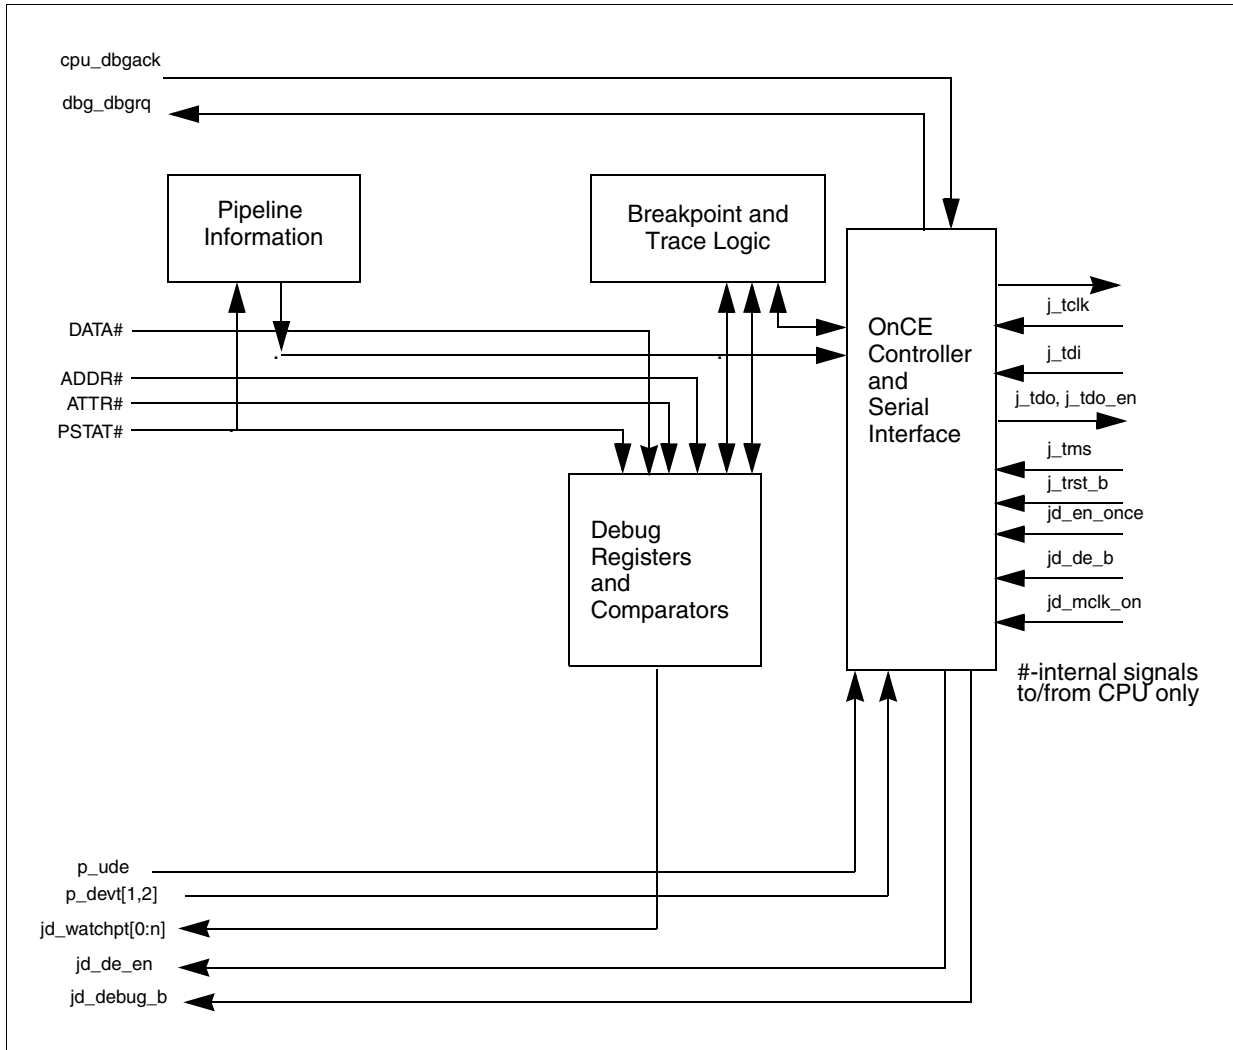 cpu_dbgack
dbg_dbgrq
Pipeline
Information
Breakpoint and
Trace Logic
DATA#
ADDR#
ATTR#
PSTAT#
OnCE
Controller
and
Serial
Interface
j_tclk
j_tdi
j_tdo, j_tdo_en
j_tms
j_trst_b
jd_en_once
jd_de_b
jd_mclk_on
Debug
Registers
and
Comparators
#-internal signals
to/from CPU only
p_ude
p_devt[1,2]
jd_watchpt[0:n]
jd_de_en
jd_debug_b